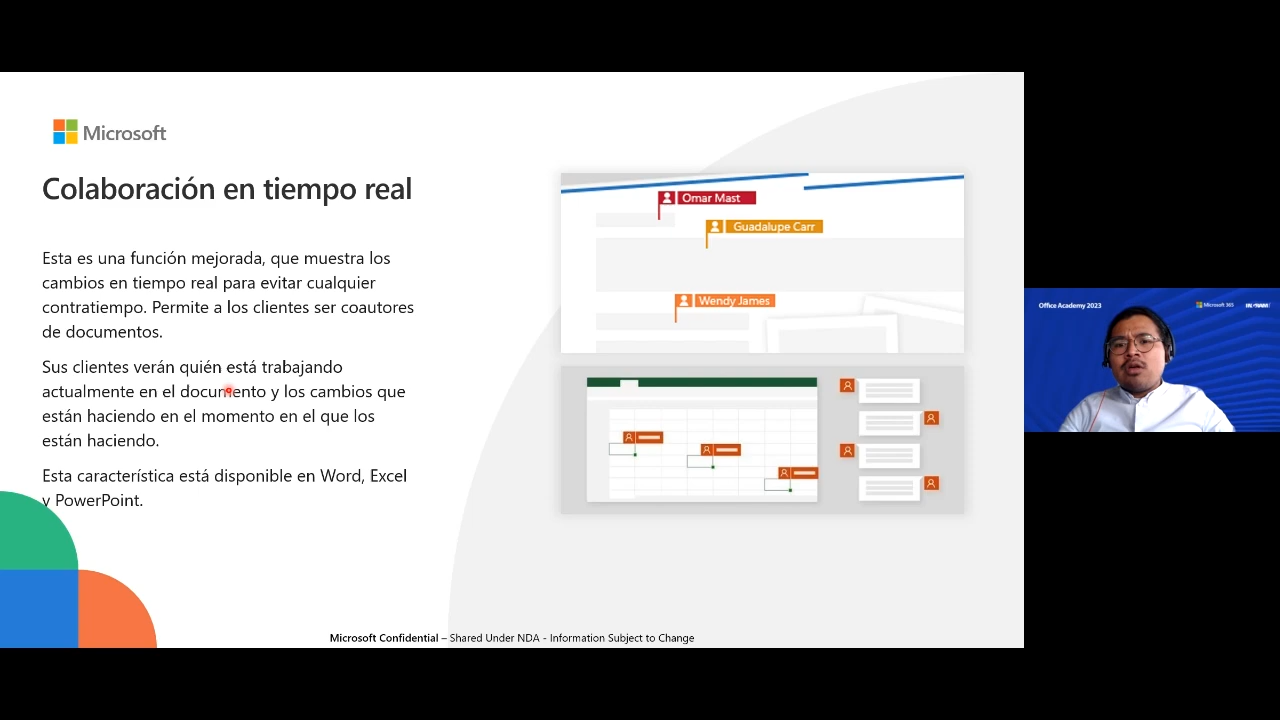 Microsoft
Colaboración en tiempo real
Esta es una función mejorada, que muestra los
cambios en tiempo real para evitar cualquier
contratiempo. Permite a los clientes ser coautores
de documentos.
Sus clientes verán quién está trabajando
actualmente en el documento y los cambios que
están haciendo en el momento en el que los
están haciendo.
Esta característica está disponible en Word, Excel
y PowerPoint.
Omar Mast
Guadalupe Carr
Wendy James
Microsoft Confidential – Shared Under NDA - Information Subject to Change
Office Academy 2023
Microsoft 365